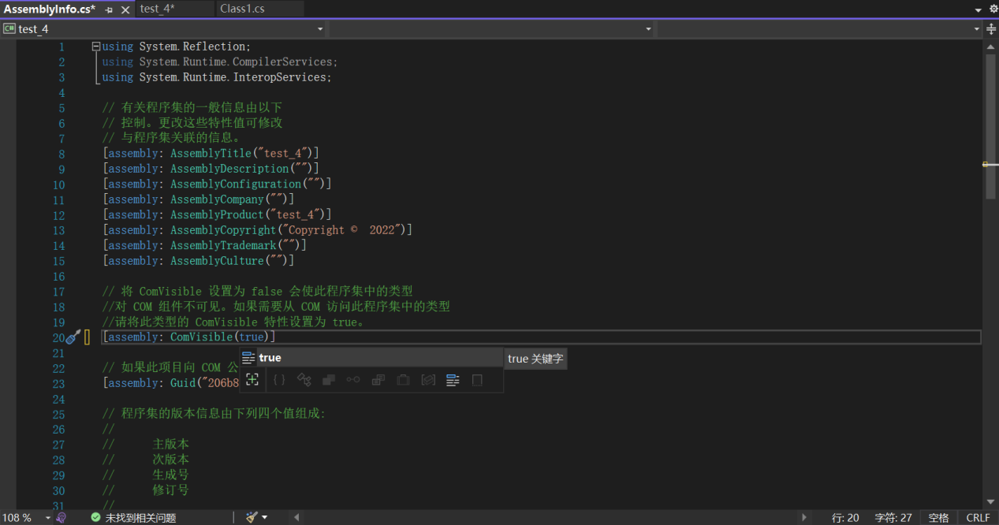 AssemblyInfo.cs* test_4* Class1.cs
C# test_4
1 using System.Reflection;
2 using System.Runtime.CompilerServices;
3 using System.Runtime.InteropServices;
4
5 // 有关程序集的一般信息由以下
6 // 控制。更改这些特性值可修改
7 // 与程序集关联的信息。
8 [assembly: AssemblyTitle("test_4")]
9 [assembly: AssemblyDescription("")]
10 [assembly: AssemblyConfiguration("")]
11 [assembly: AssemblyCompany("")]
12 [assembly: AssemblyProduct("test_4")]
13 [assembly: AssemblyCopyright("Copyright ©  2022")]
14 [assembly: AssemblyTrademark("")]
15 [assembly: AssemblyCulture("")]
16
17 // 将 ComVisible 设置为 false 会使此程序集中的类型
18 //对 COM 组件不可见。如果需要从 COM 访问此程序集中的类型
19 //请将此类型的 ComVisible 特性设置为 true。
20 [assembly: ComVisible(true)]
21
true true 关键字
22 // 如果此项目向 COM 公
23 [assembly: Guid("206b8
24
25 // 程序集的版本信息由下列四个值组成:
26 //
27 //      主版本
28 //      次版本
29 //      生成号
30 //      修订号
31 //
108 % 未找到相关问题 行: 20 字符: 27 空格 CRLF